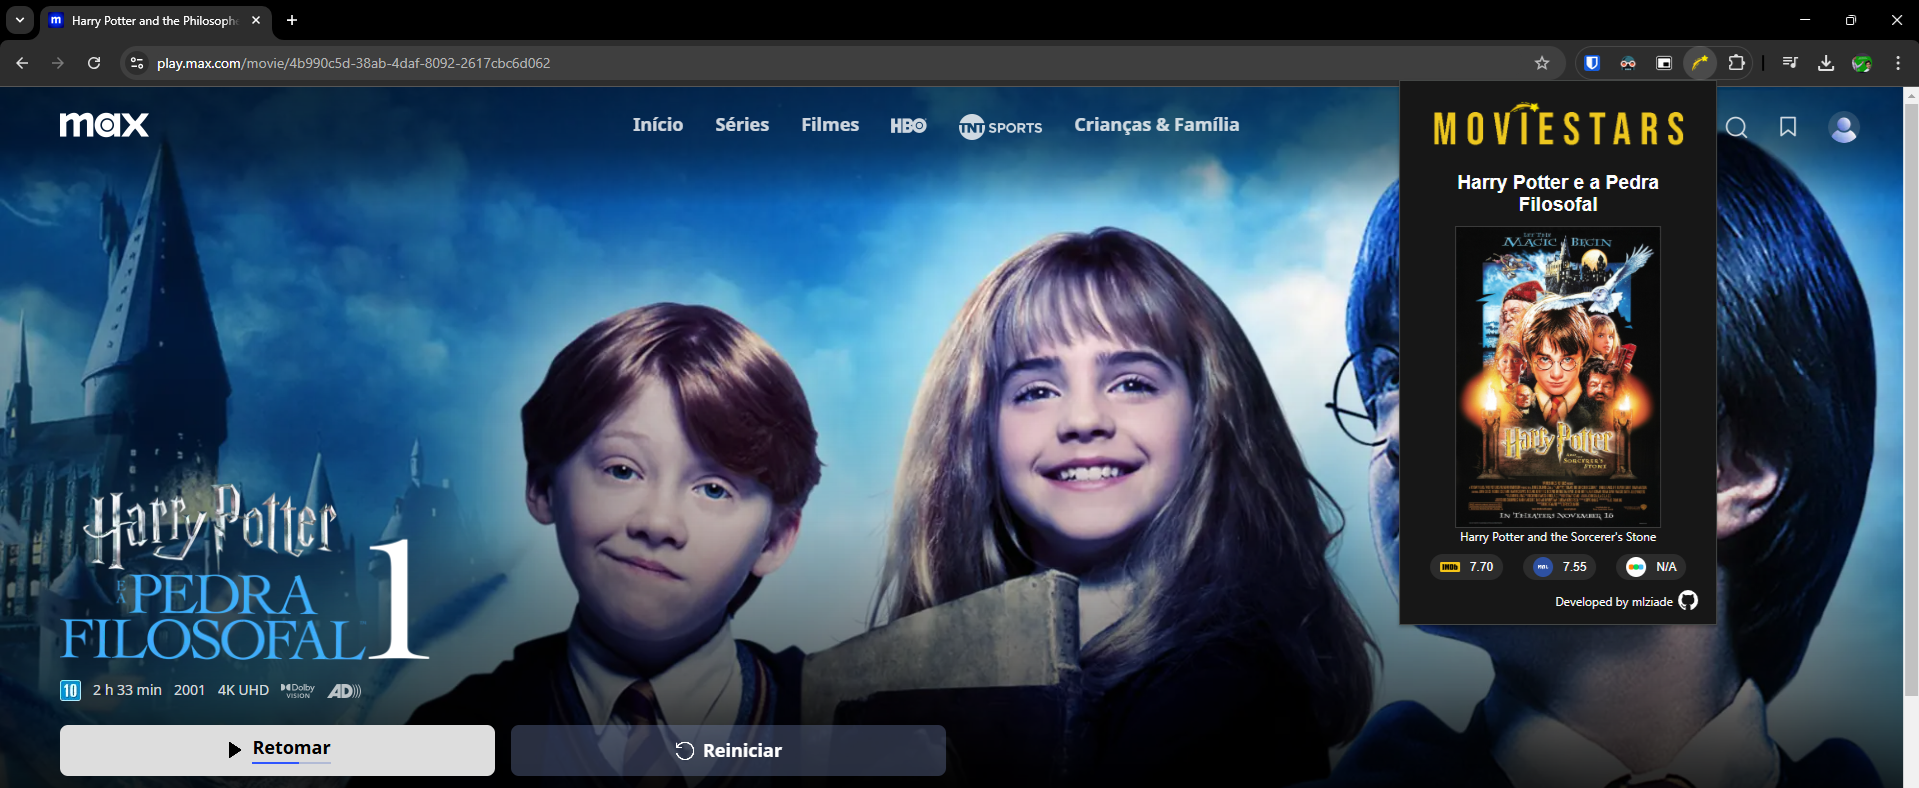 Harry Potter and the Philosophe
play.max.com/movie/4b990c5d-38ab-4daf-8092-2617cbc6d062
max
Início Séries Filmes HBO TNT SPORTS Crianças & Família
MOVIESTARS
Harry Potter e a Pedra
Filosofal
LET THE
MAGIC BEGIN
Harry Potter
AND THE
SORCERER'S
STONE
IN THEATERS NOVEMBER 16
Harry Potter and the Sorcerer's Stone
IMDb 7.70 7.55 N/A
Developed by mlziade
Harry Potter
E A PEDRA
FILOSOFAL 1
10 2 h 33 min 2001 4K UHD Dolby VISION AD
Retomar Reiniciar